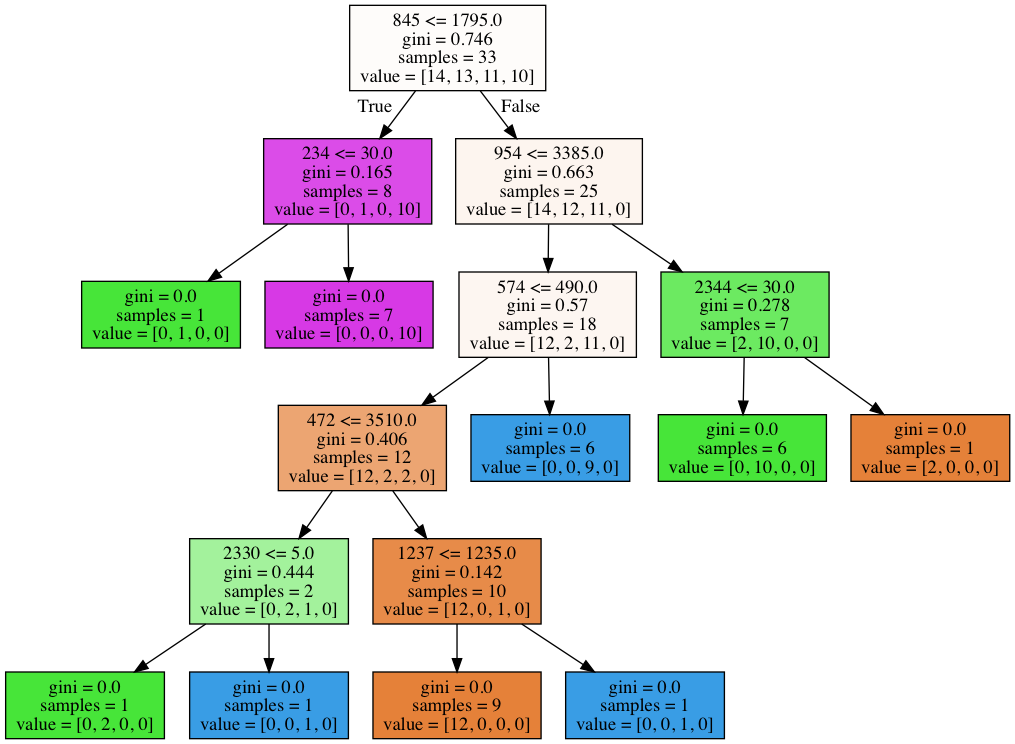 845 <= 1795.0
gini = 0.746
samples = 33
value = [14, 13, 11, 10]
True
False
234 <= 30.0
gini = 0.165
samples = 8
value = [0, 1, 0, 10]
954 <= 3385.0
gini = 0.663
samples = 25
value = [14, 12, 11, 0]
gini = 0.0
samples = 1
value = [0, 1, 0, 0]
gini = 0.0
samples = 7
value = [0, 0, 0, 10]
574 <= 490.0
gini = 0.57
samples = 18
value = [12, 2, 11, 0]
2344 <= 30.0
gini = 0.278
samples = 7
value = [2, 10, 0, 0]
472 <= 3510.0
gini = 0.406
samples = 12
value = [12, 2, 2, 0]
gini = 0.0
samples = 6
value = [0, 0, 9, 0]
gini = 0.0
samples = 6
value = [0, 10, 0, 0]
gini = 0.0
samples = 1
value = [2, 0, 0, 0]
2330 <= 5.0
gini = 0.444
samples = 2
value = [0, 2, 1, 0]
1237 <= 1235.0
gini = 0.142
samples = 10
value = [12, 0, 1, 0]
gini = 0.0
samples = 1
value = [0, 2, 0, 0]
gini = 0.0
samples = 1
value = [0, 0, 1, 0]
gini = 0.0
samples = 9
value = [12, 0, 0, 0]
gini = 0.0
samples = 1
value = [0, 0, 1, 0]